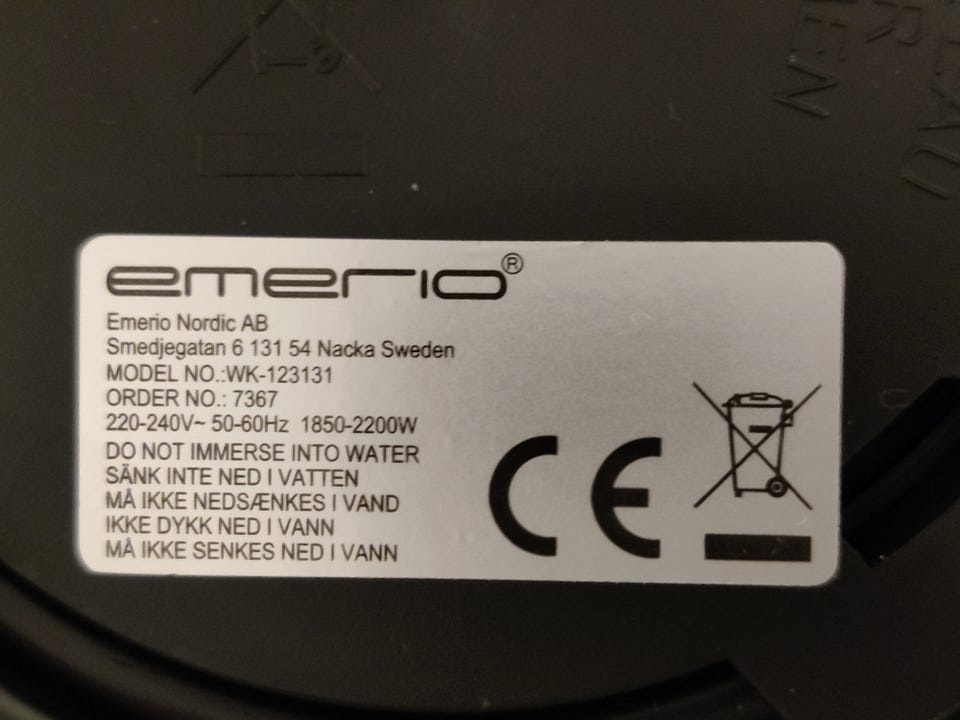 emerio®
Emerio Nordic AB
Smedjegatan 6 131 54 Nacka Sweden
MODEL NO.:WK-123131
ORDER NO.: 7367
220-240V~ 50-60Hz 1850-2200W
DO NOT IMMERSE INTO WATER
SÄNK INTE NED I VATTEN
MÅ IKKE NEDSÆNKES I VAND
IKKE DYKK NED I VANN
MÅ IKKE SENKES NED I VANN
CE